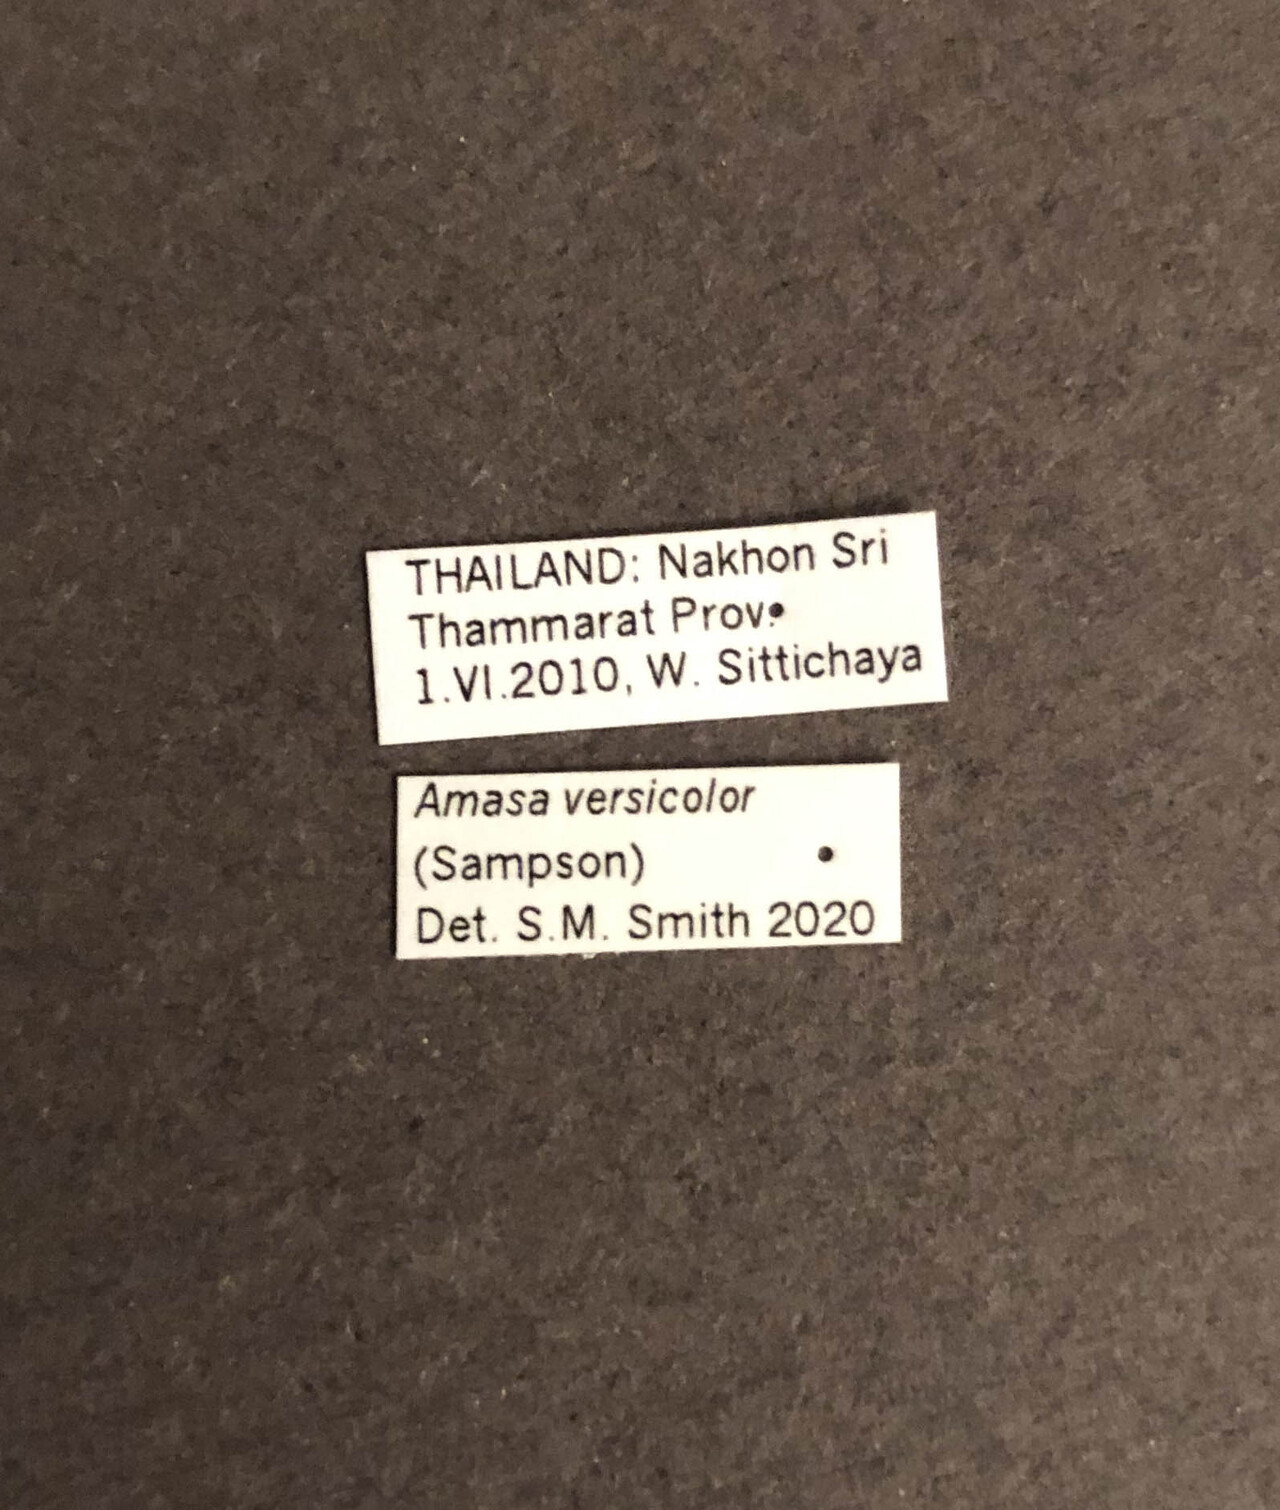 THAILAND: Nakhon Sri
Thammarat Prov.
1.VI.2010, W. Sittichaya
Amasa versicolor
(Sampson)
Det. S.M. Smith 2020